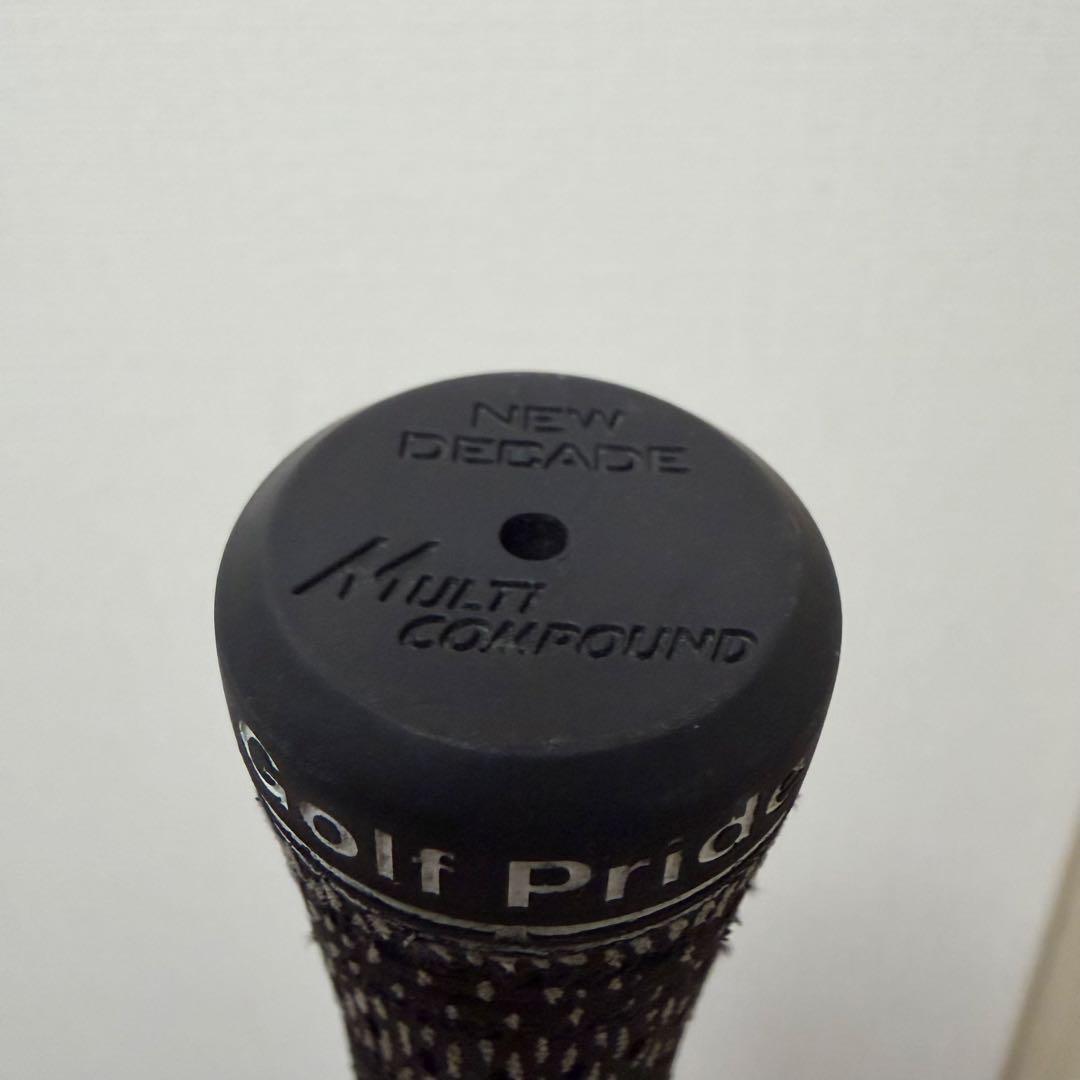 NEW
DECADE
MULTI
COMPOUND
Golf Pride